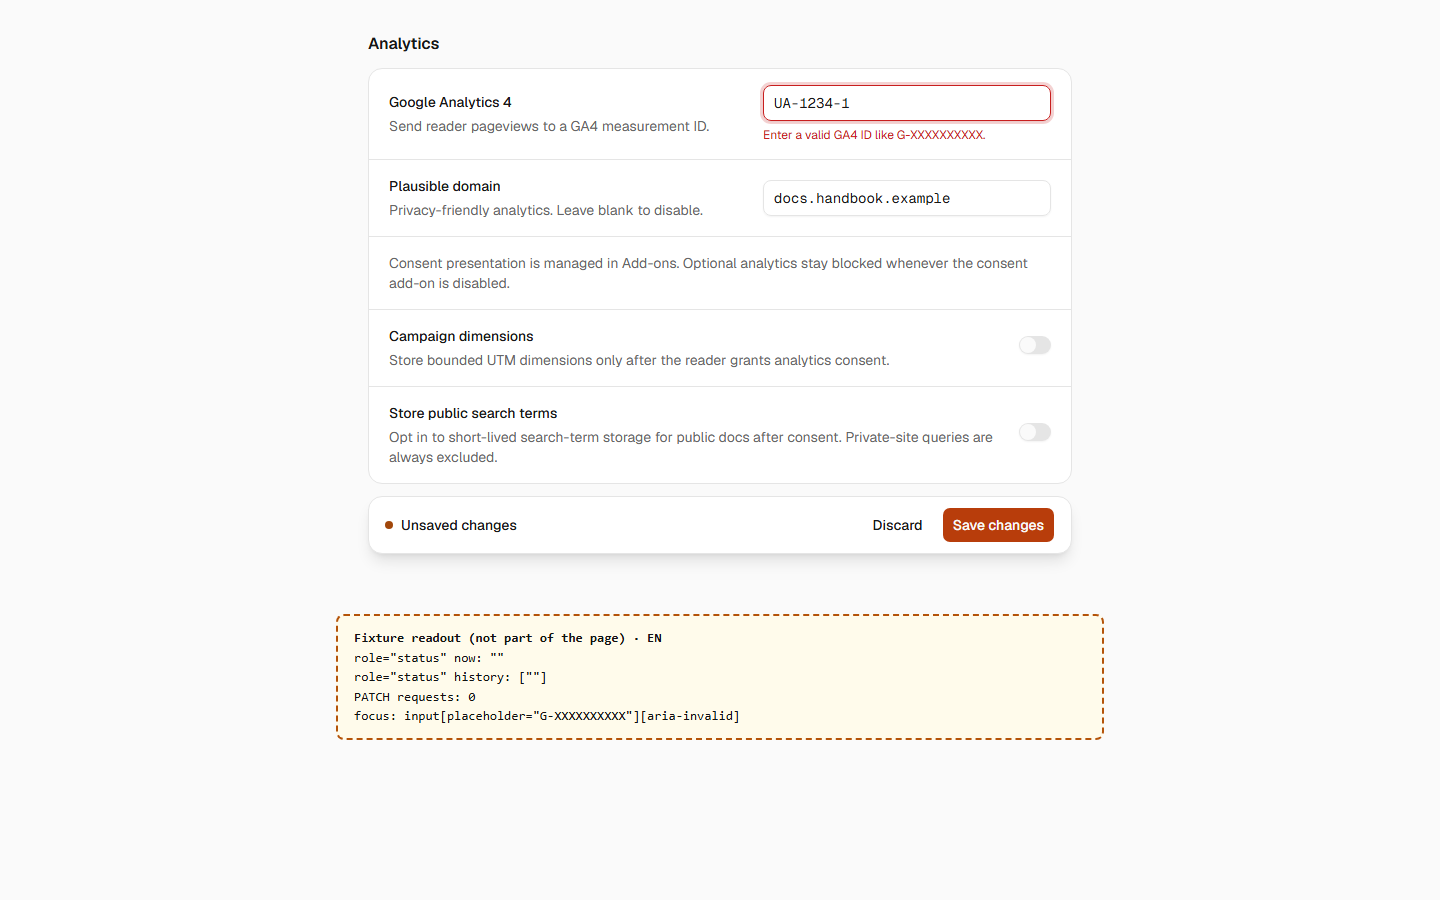 Analytics
Google Analytics 4
Send reader pageviews to a GA4 measurement ID.
UA-1234-1
Enter a valid GA4 ID like G-XXXXXXXXXX.
Plausible domain
Privacy-friendly analytics. Leave blank to disable.
docs.handbook.example
Consent presentation is managed in Add-ons. Optional analytics stay blocked whenever the consent
add-on is disabled.
Campaign dimensions
Store bounded UTM dimensions only after the reader grants analytics consent.
Store public search terms
Opt in to short-lived search-term storage for public docs after consent. Private-site queries are
always excluded.
Unsaved changes
Discard
Save changes
Fixture readout (not part of the page) · EN
role="status" now: ""
role="status" history: [""]
PATCH requests: 0
focus: input[placeholder="G-XXXXXXXXXX"][aria-invalid]